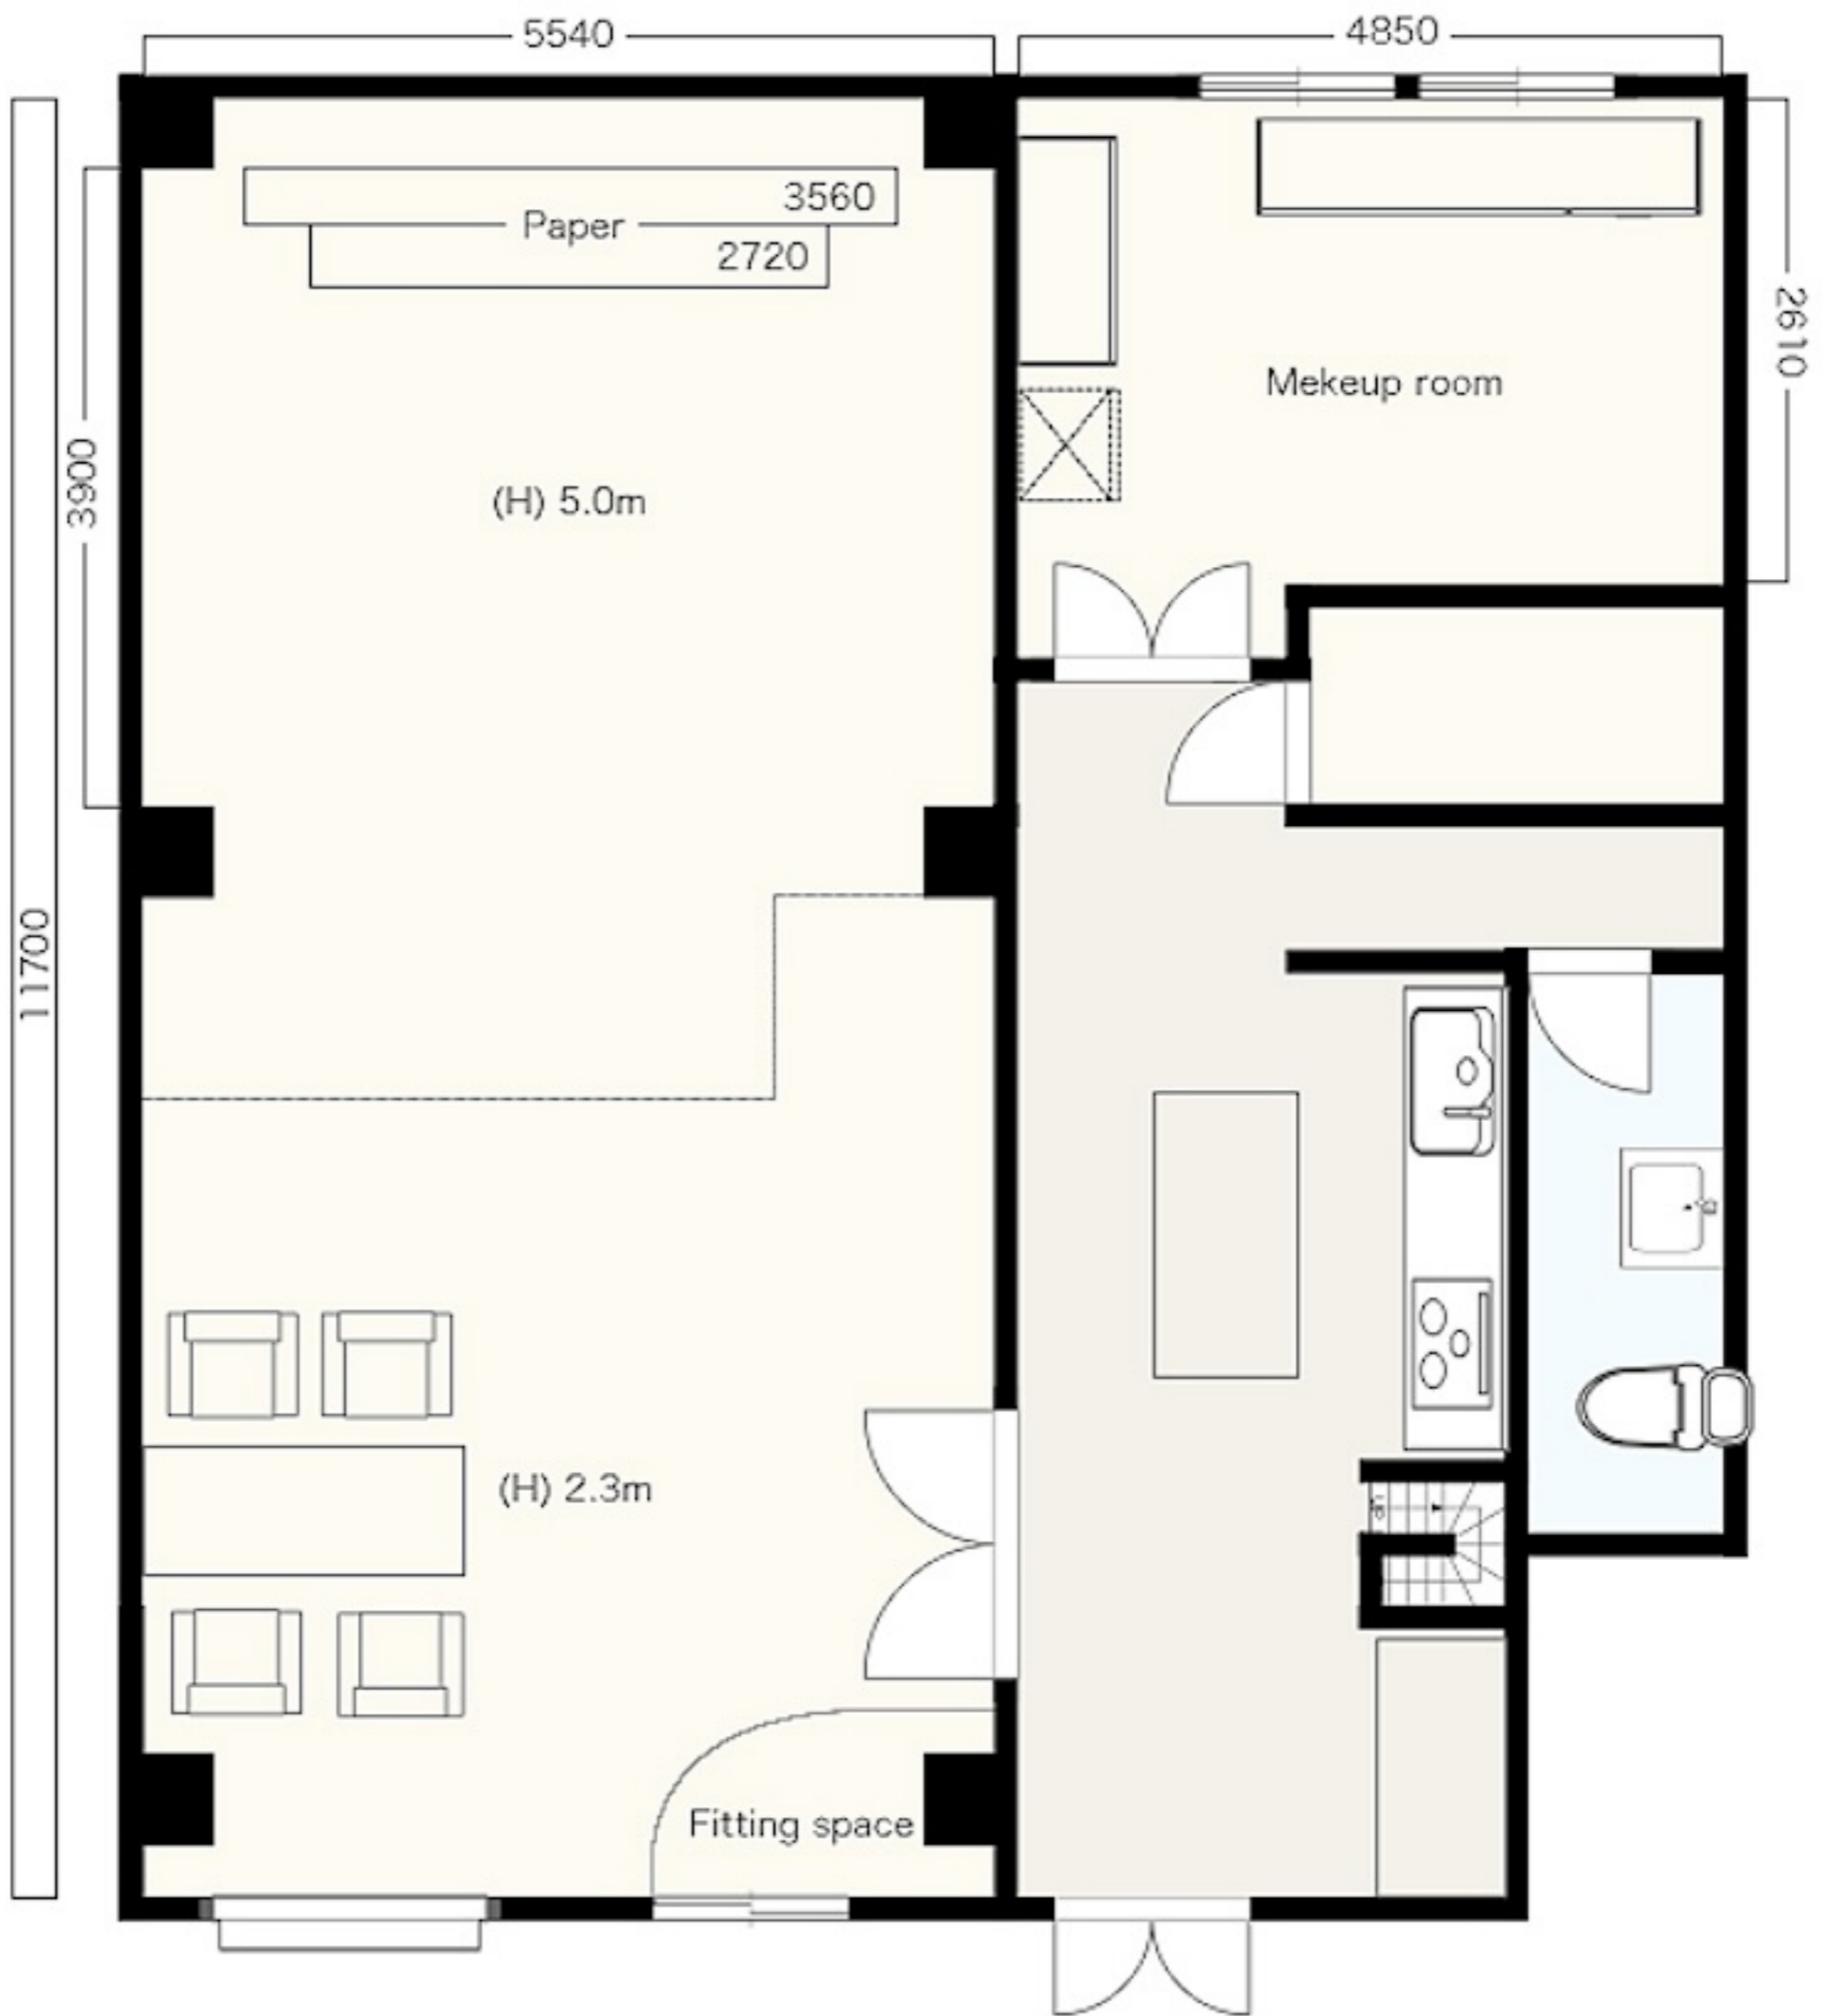 5540
4850
3560
Paper
2720
2610
Mekeup room
3900
(H) 5.0m
11700
(H) 2.3m
Fitting space